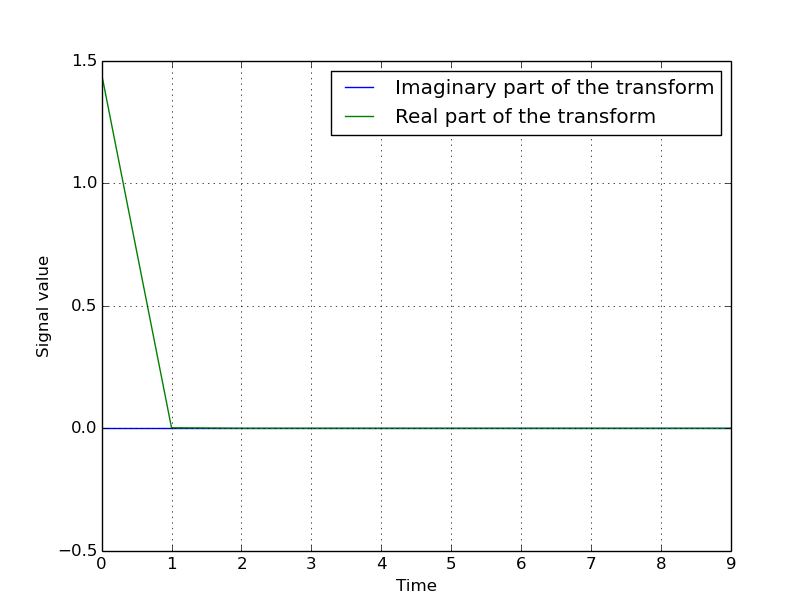 1.5
Imaginary part of the transform
Real part of the transform
1.0
Signal value
0.5
0.0
−0.5
0 1 2 3 4 5 6 7 8 9
Time